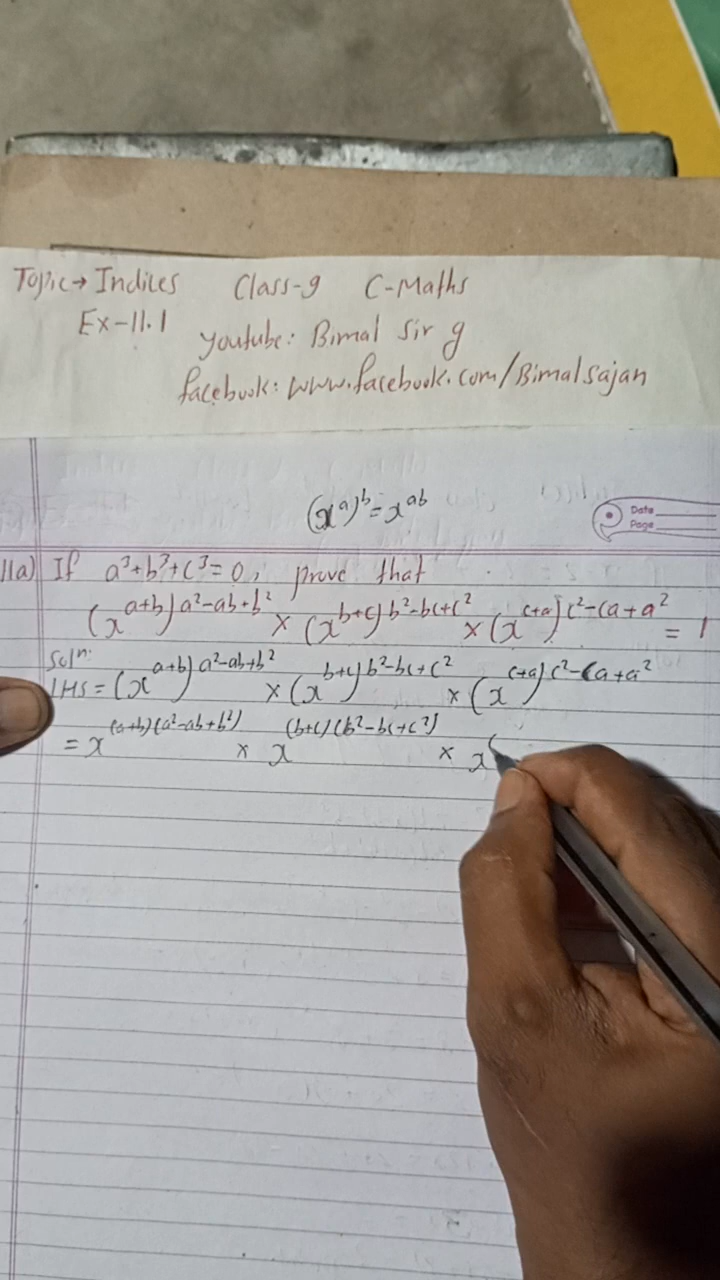 Topic → Indices Class-9 C-Maths
Ex-11.1
youtube: Bimal Sir g
facebook: www.facebook.com/Bimalsajan
(x^a)^b = x^ab
Date
Page
11a) If a³+b³+c³=0, prove that
(x^a+b)^a²-ab+b² × (x^b+c)^b²-bc+c² × (x^c+a)^c²-ca+a² = 1
Solⁿ:
LHS = (x^a+b)^a²-ab+b² × (x^b+c)^b²-bc+c² × (x^c+a)^c²-ca+a²
= x^(a+b)(a²-ab+b²) × x^(b+c)(b²-bc+c²) × x^(